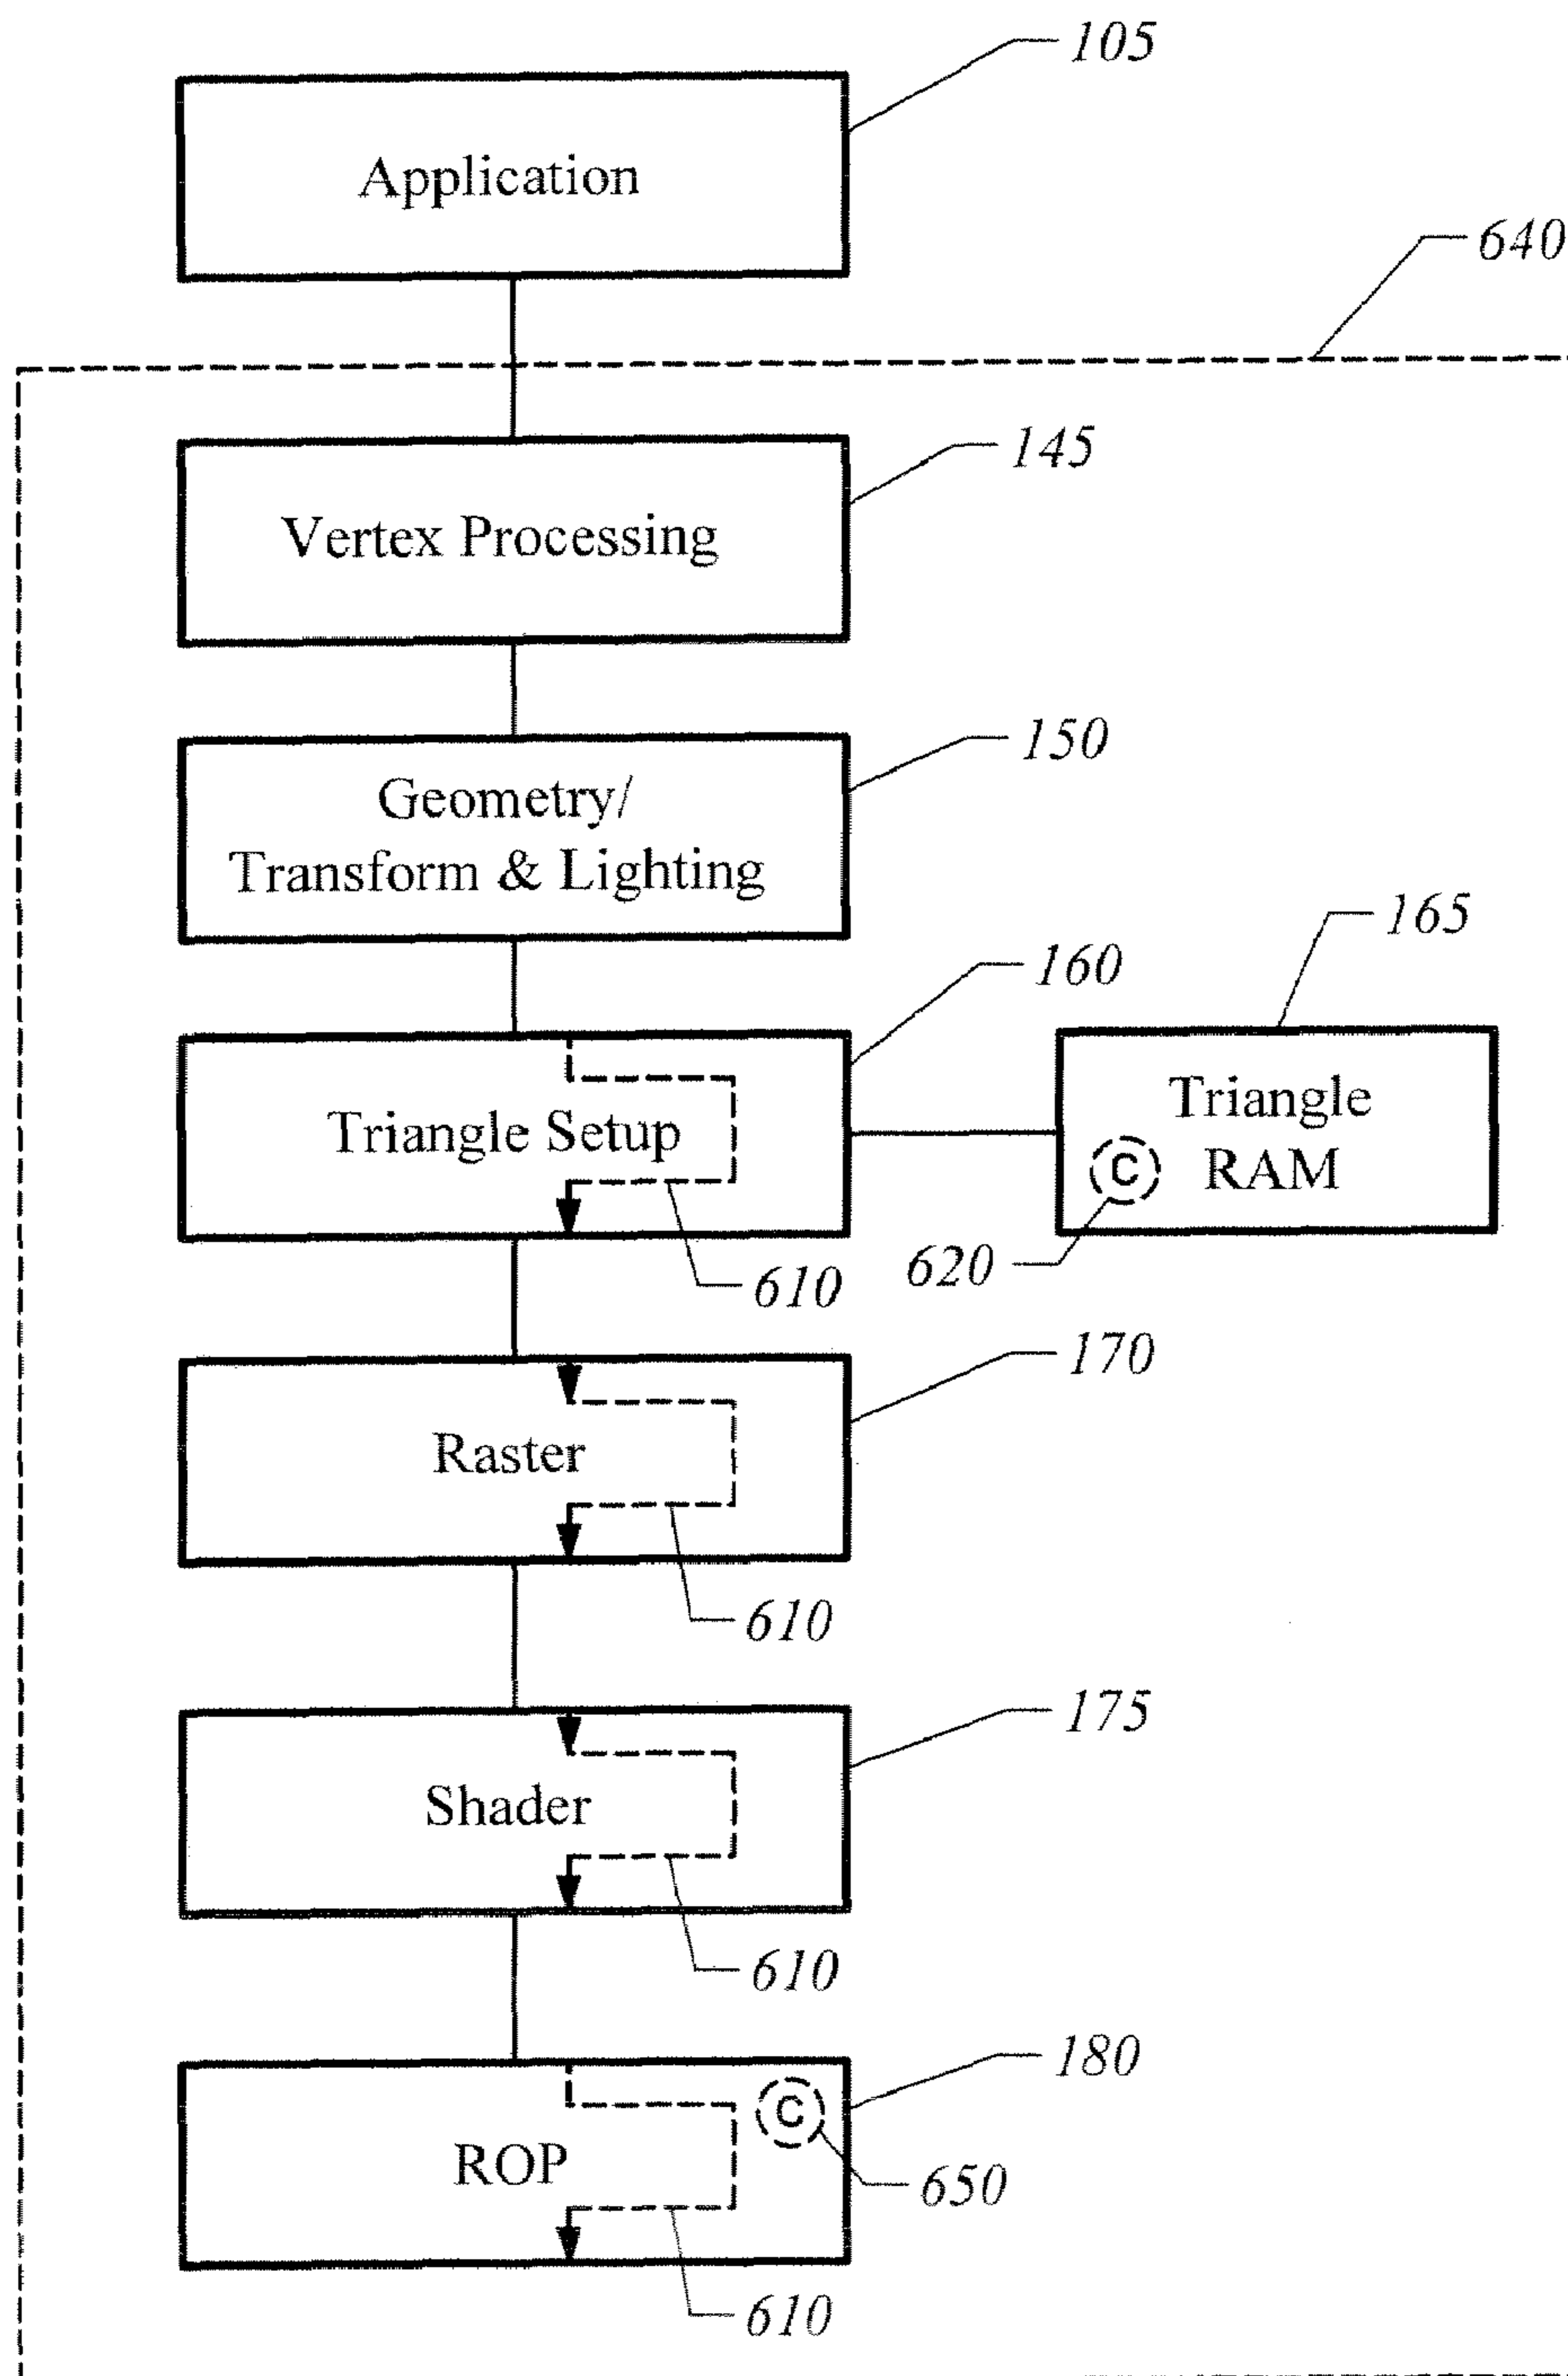 105
Application
640
145
Vertex Processing
150
Geometry/
Transform & Lighting
165
160
Triangle
RAM
C
Triangle Setup
620
610
170
Raster
610
175
Shader
610
180
C
ROP
650
610